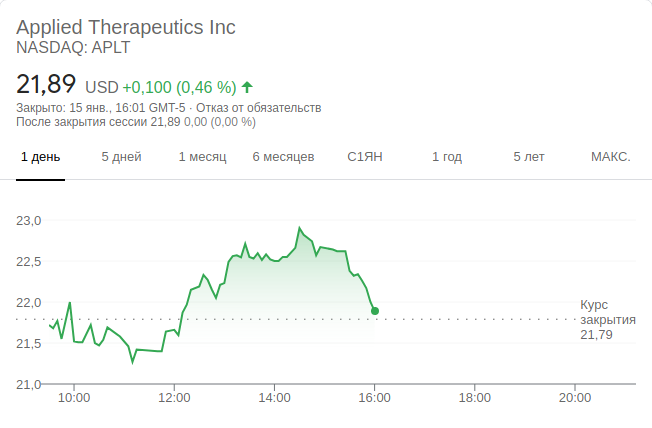 Applied Therapeutics Inc
NASDAQ: APLT
21,89 USD +0,100 (0,46 %)
Закрыто: 15 янв., 16:01 GMT-5 · Отказ от обязательств
После закрытия сессии 21,89 0,00 (0,00 %)
1 день 5 дней 1 месяц 6 месяцев С1ЯН 1 год 5 лет МАКС.
23,0
22,5
22,0
21,5
21,0
Курс
закрытия
21,79
10:00 12:00 14:00 16:00 18:00 20:00